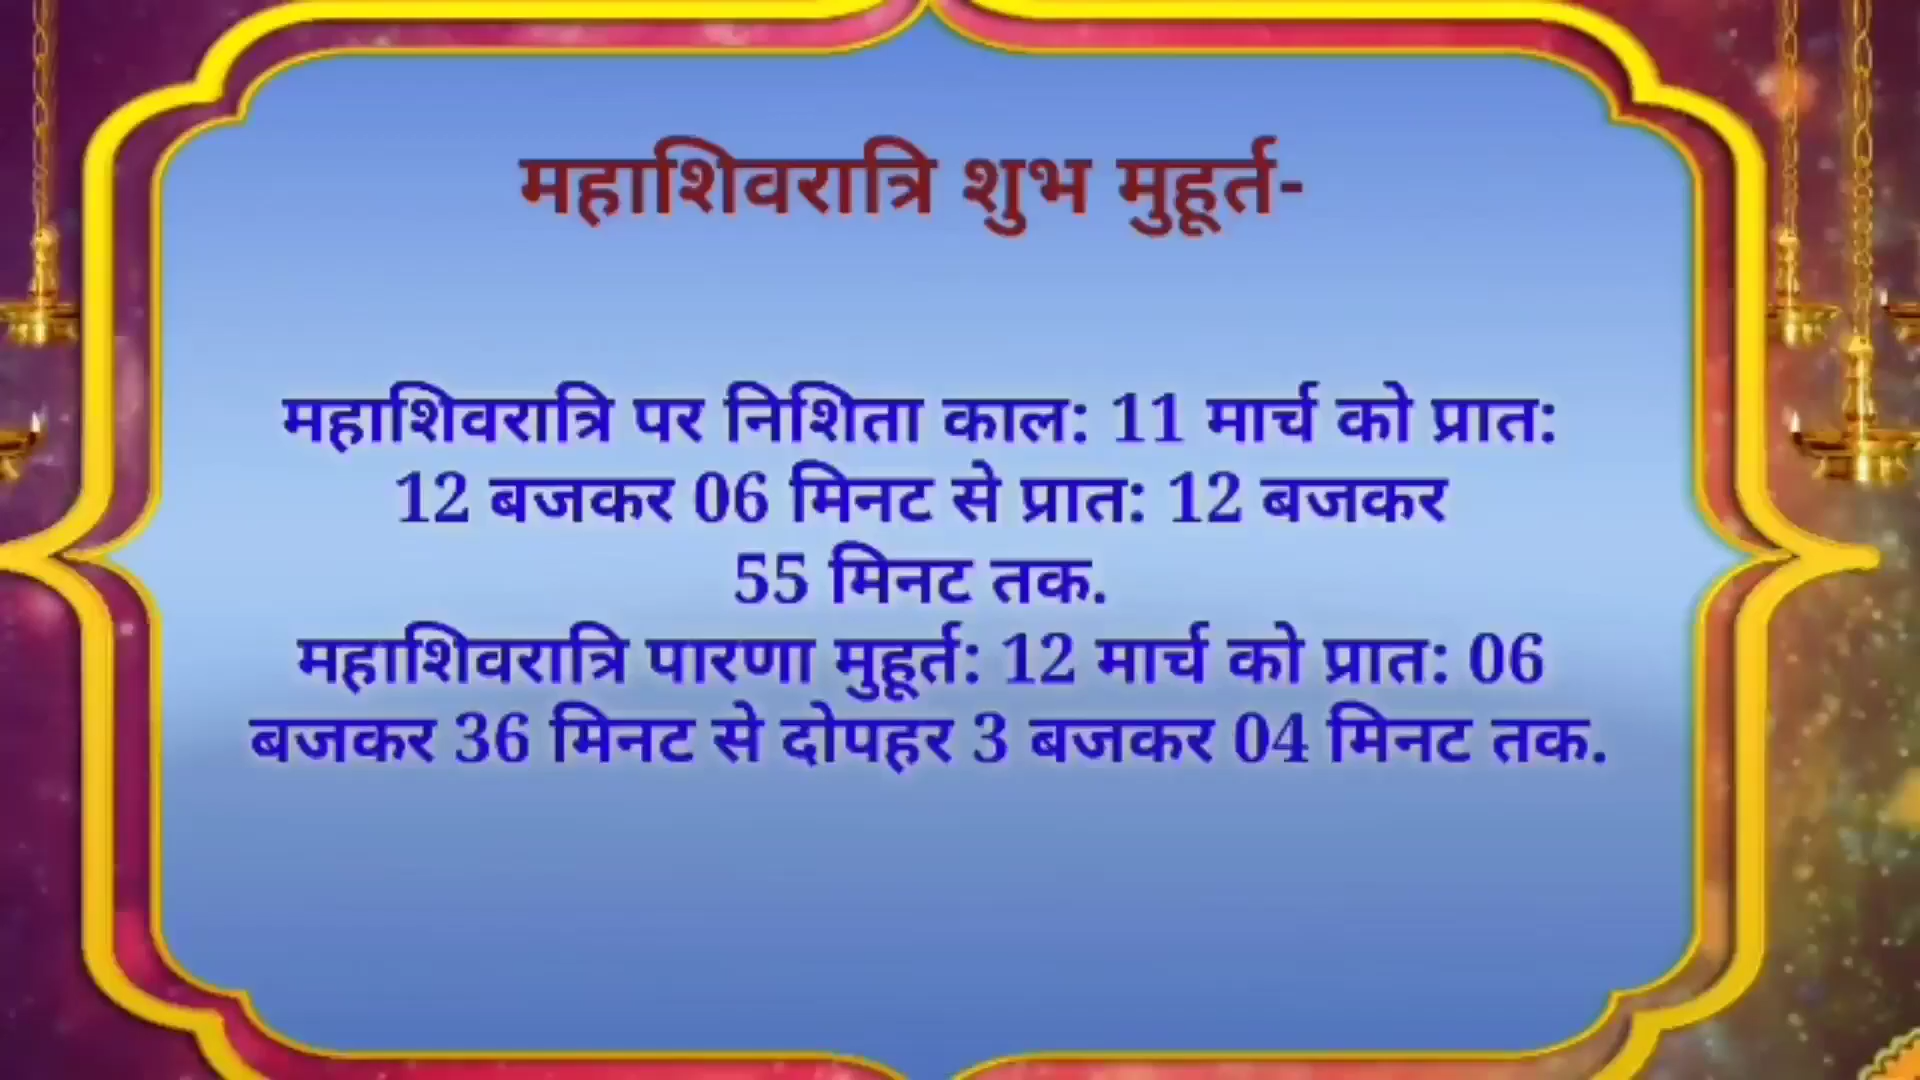 महाशिवरात्रि शुभ मुहूर्त-
महाशिवरात्रि पर निशिता काल: 11 मार्च को प्रात:
12 बजकर 06 मिनट से प्रात: 12 बजकर
55 मिनट तक.
महाशिवरात्रि पारणा मुहूर्त: 12 मार्च को प्रात: 06
बजकर 36 मिनट से दोपहर 3 बजकर 04 मिनट तक.